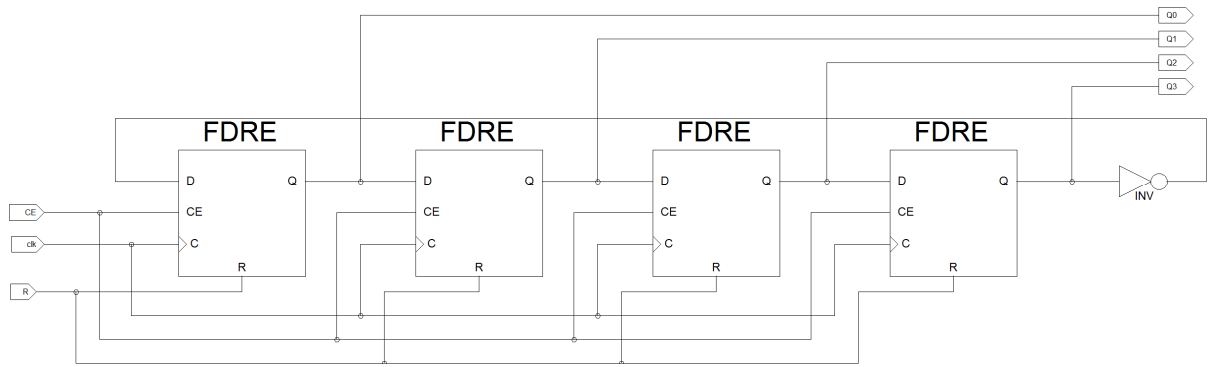 Q0
Q1
Q2
Q3
FDRE FDRE FDRE FDRE
D Q D Q D Q D Q
INV
CE CE CE CE CE
clk C C C C
R R R R
R